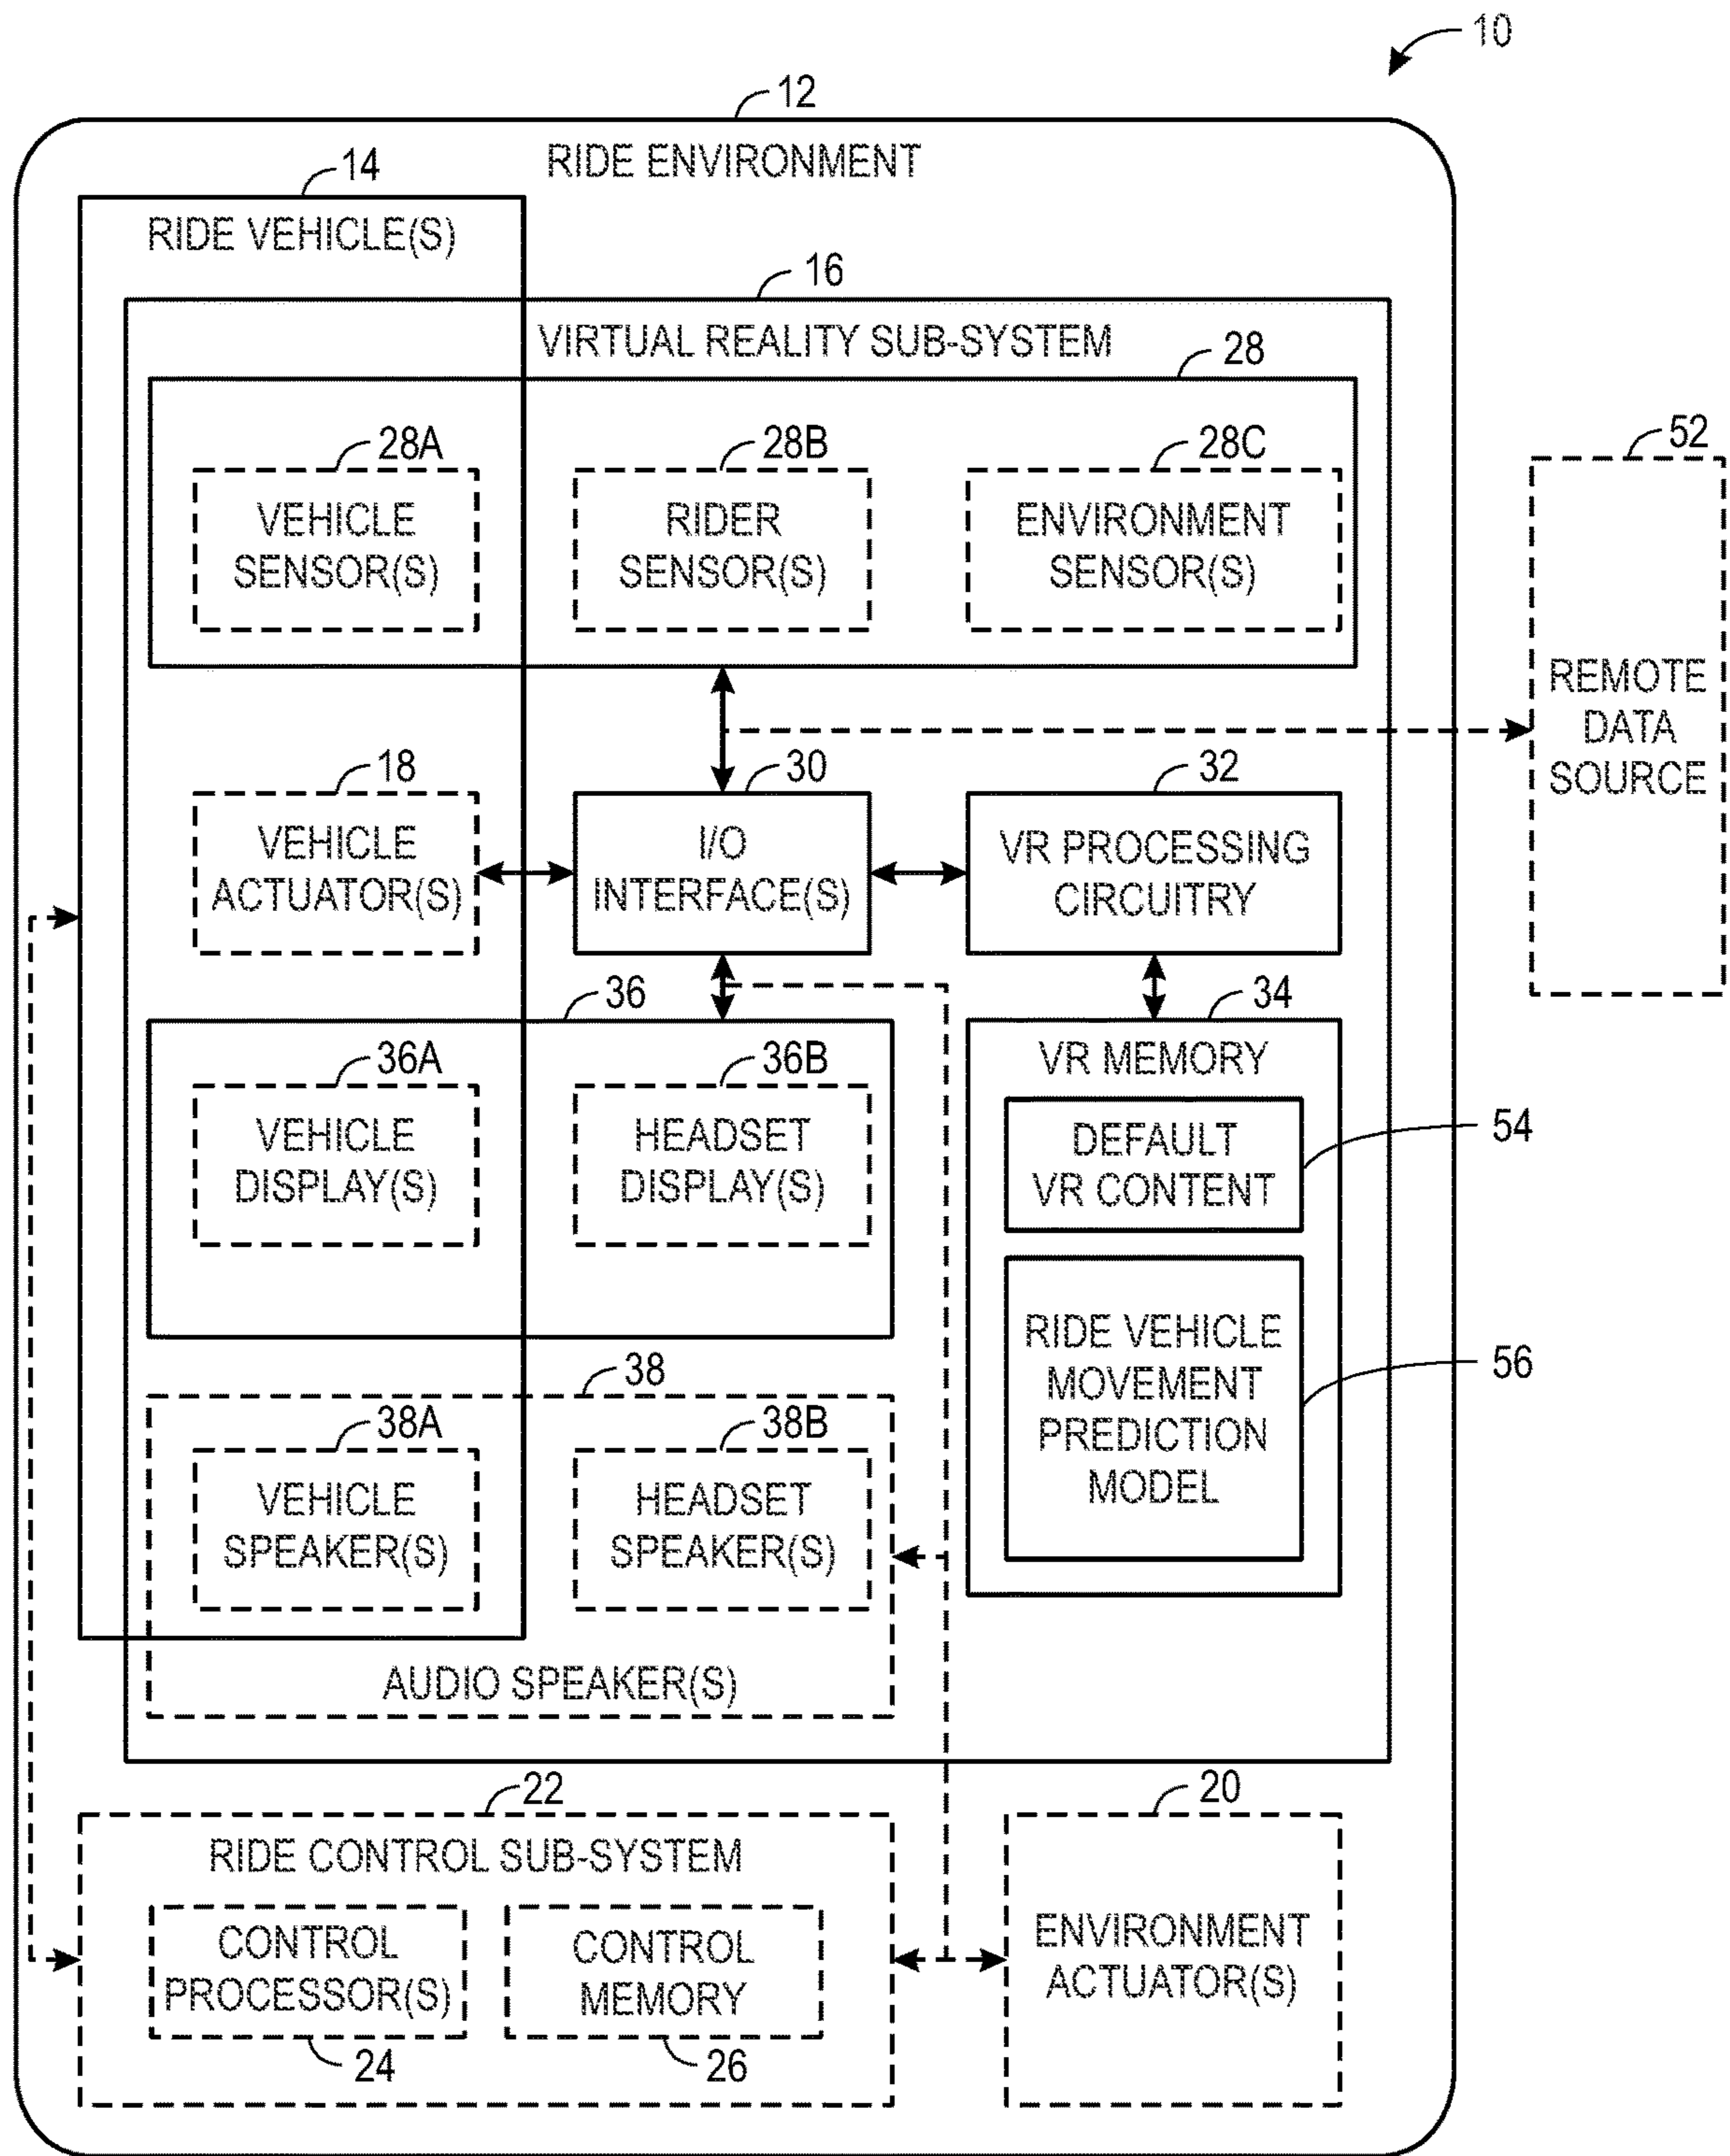 10
12
RIDE ENVIRONMENT
14
RIDE VEHICLE(S)
16
VIRTUAL REALITY SUB-SYSTEM
28
28A
VEHICLE
SENSOR(S)
28B
RIDER
SENSOR(S)
28C
ENVIRONMENT
SENSOR(S)
52
REMOTE
DATA
SOURCE
18
VEHICLE
ACTUATOR(S)
30
I/O
INTERFACE(S)
32
VR PROCESSING
CIRCUITRY
36
36A
VEHICLE
DISPLAY(S)
36B
HEADSET
DISPLAY(S)
34
VR MEMORY
DEFAULT
VR CONTENT
54
RIDE VEHICLE
MOVEMENT
PREDICTION
MODEL
56
38
38A
VEHICLE
SPEAKER(S)
38B
HEADSET
SPEAKER(S)
AUDIO SPEAKER(S)
22
RIDE CONTROL SUB-SYSTEM
CONTROL
PROCESSOR(S)
24
CONTROL
MEMORY
26
20
ENVIRONMENT
ACTUATOR(S)